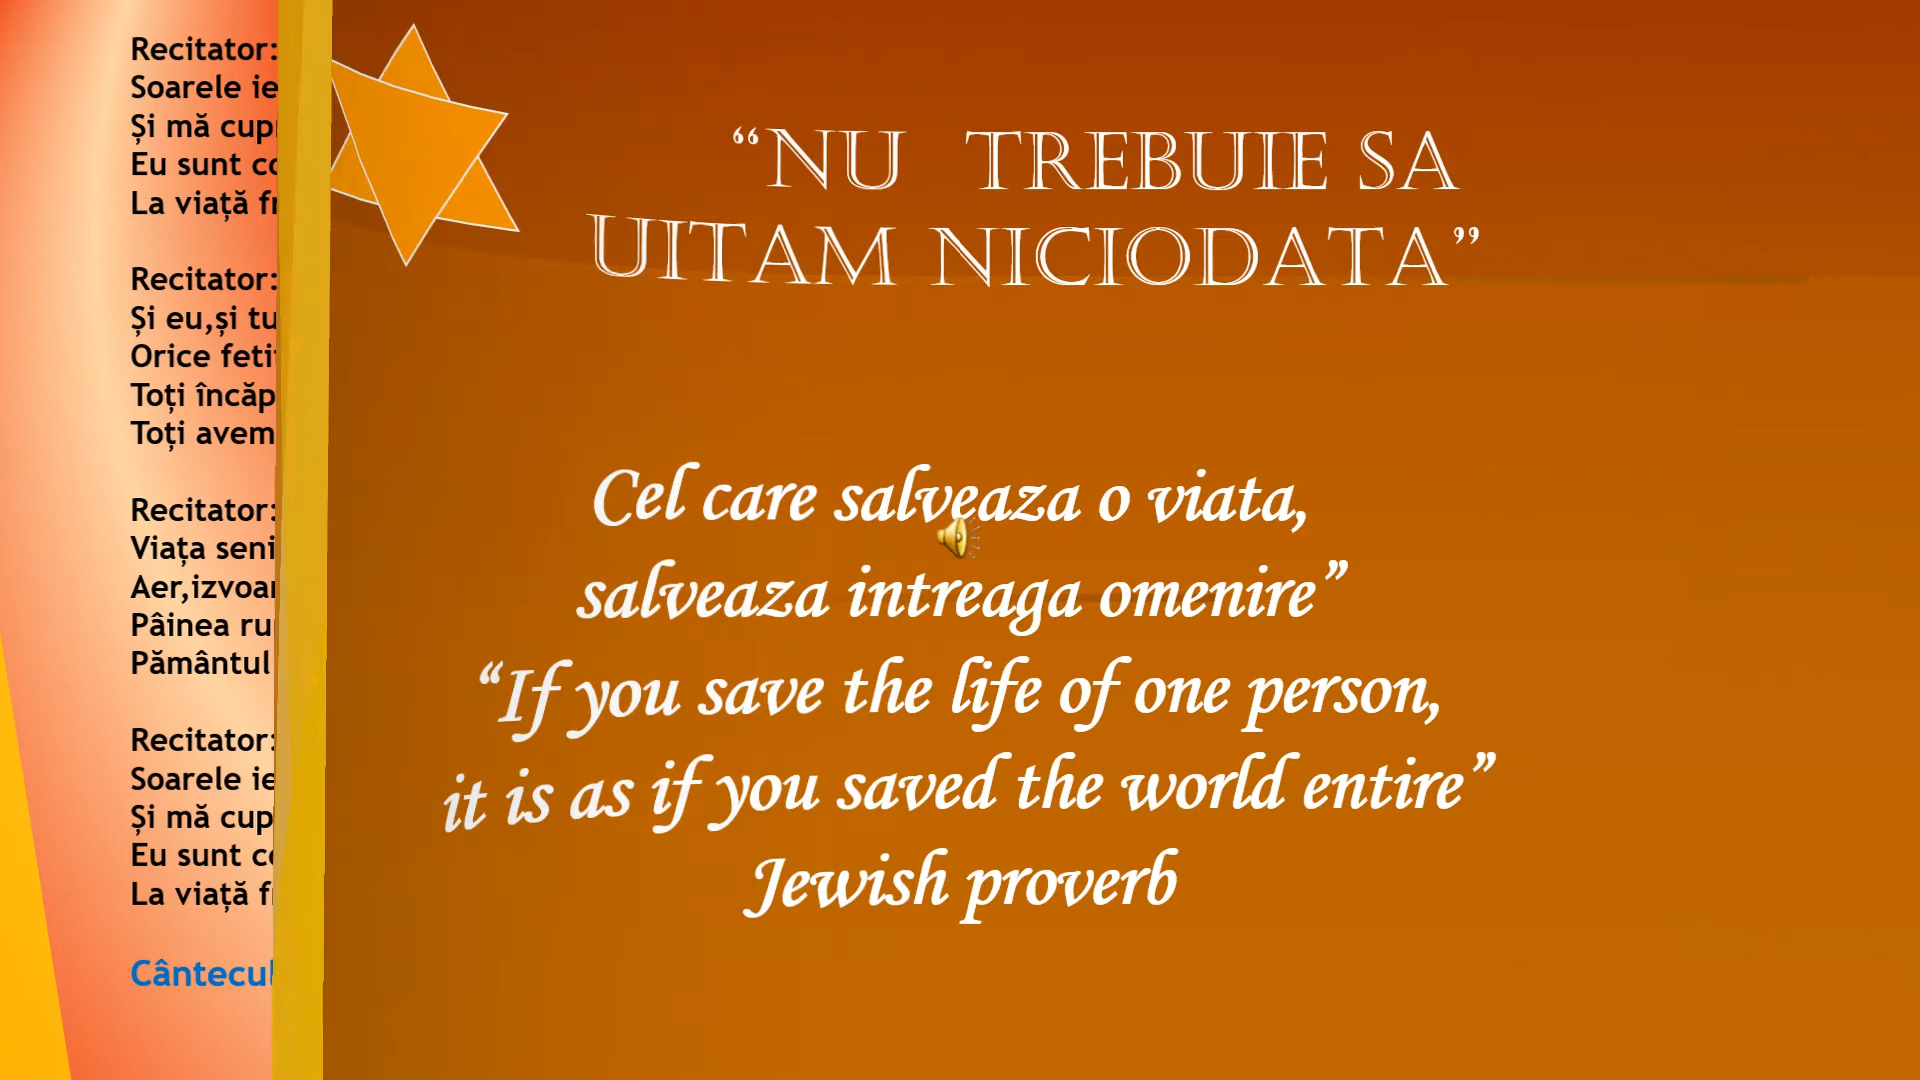 Recitator:
Soarele
Și mă
Eu sunt
La viață
Recitator:
Și eu,și tu
Orice
Toți
Toți avem
Recitator:
Viața
Pâinea
Pământul
Recitator:
Soarele
Și mă
Eu sunt
La viață
Cântecul
“NU TREBUIE SA
UITAM NICIODATA”
Cel care salveaza o viata,
salveaza intreaga omenire”
“If you save the life of one person,
it is as if you saved the world entire”
Jewish proverb